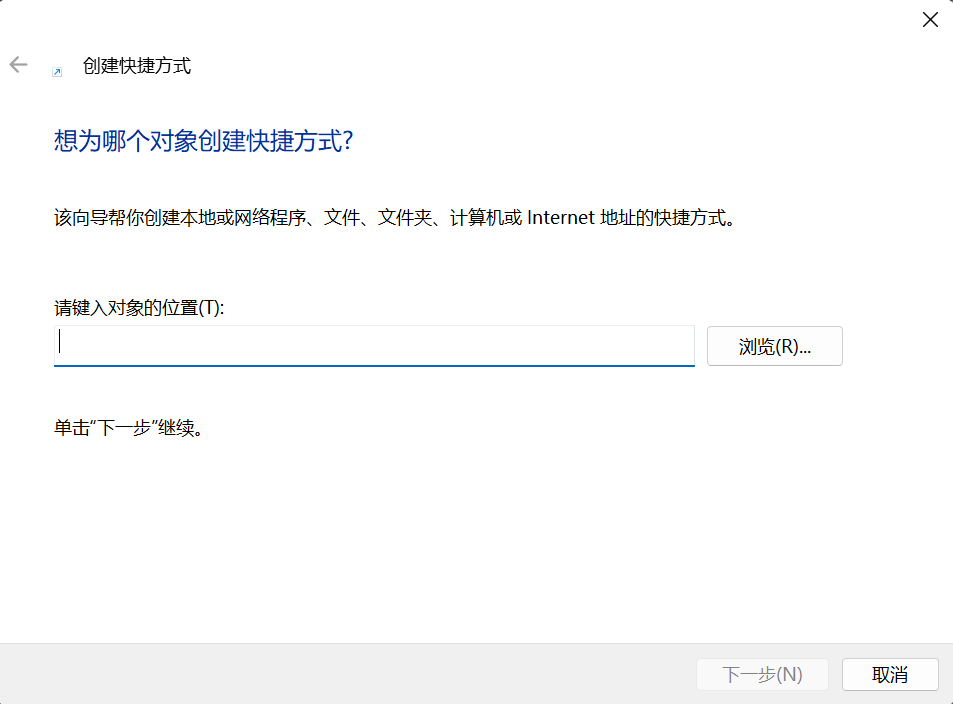 创建快捷方式
想为哪个对象创建快捷方式?
该向导帮你创建本地或网络程序、文件、文件夹、计算机或 Internet 地址的快捷方式。
请键入对象的位置(T):
浏览(R)...
单击“下一步”继续。
下一步(N)
取消